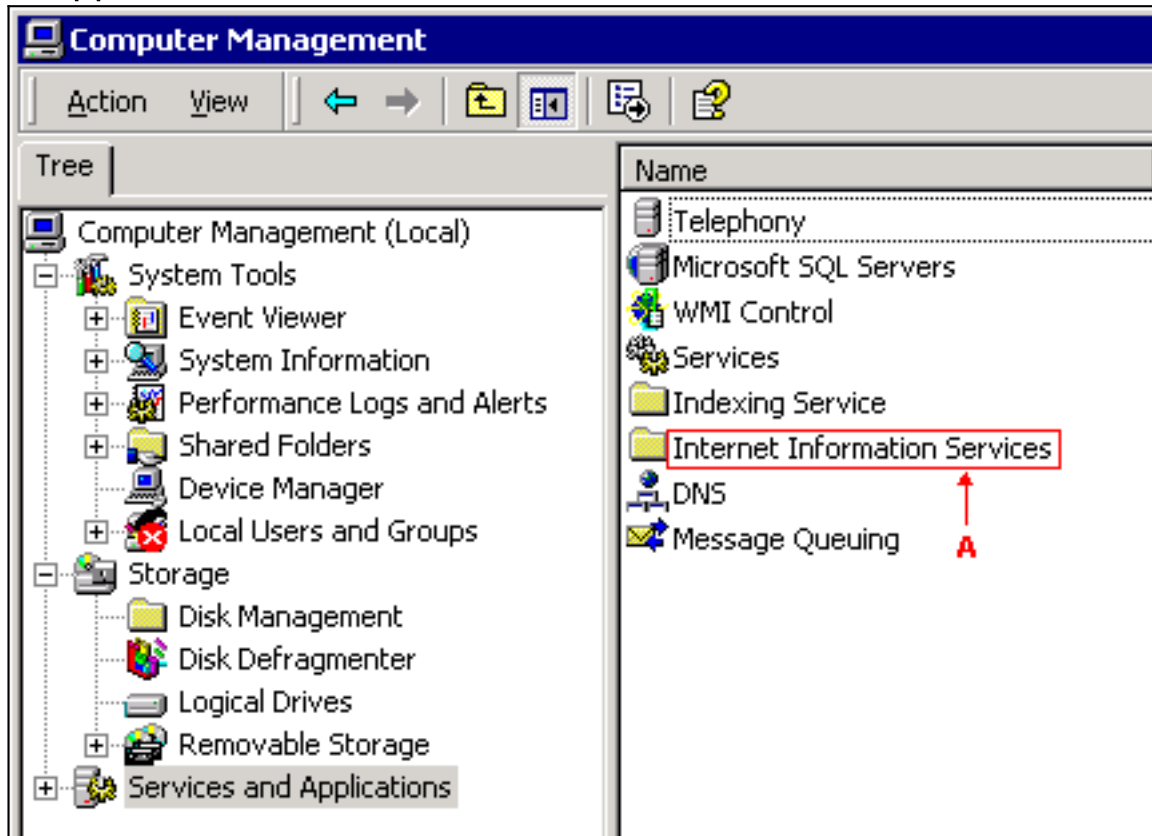 Computer Management
Action View
Tree
Name
Computer Management (Local)
System Tools
Event Viewer
System Information
Performance Logs and Alerts
Shared Folders
Device Manager
Local Users and Groups
Storage
Disk Management
Disk Defragmenter
Logical Drives
Removable Storage
Services and Applications
Telephony
Microsoft SQL Servers
WMI Control
Services
Indexing Service
Internet Information Services
DNS
Message Queuing
A